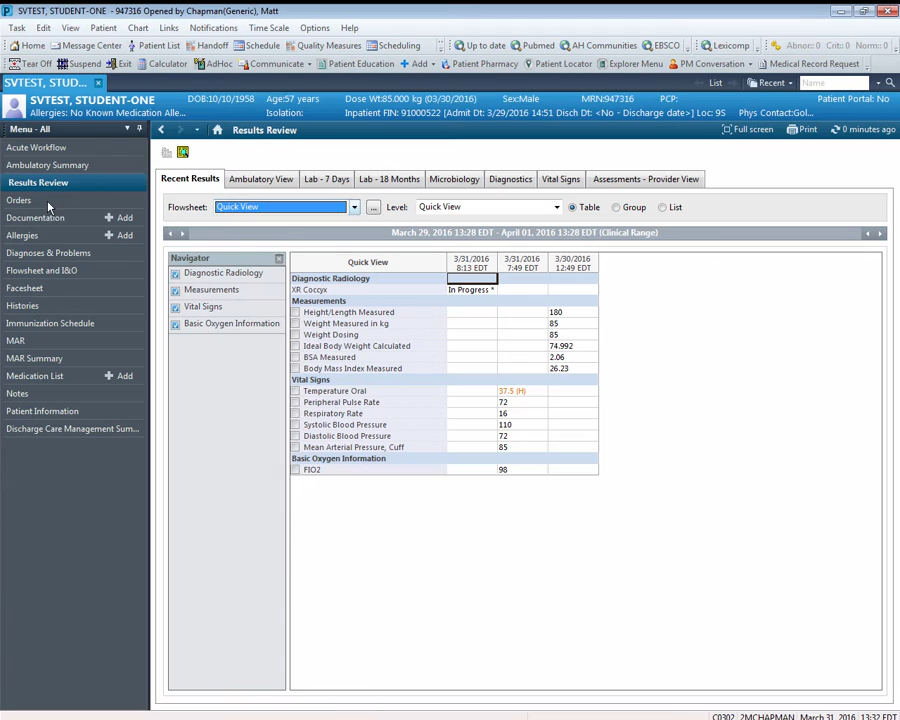 SVTEST, STUDENT-ONE - 947316 Opened by Chapman(Generic), Matt
Task Edit View Patient Chart Links Notifications Time Scale Options Help
Home Message Center Patient List Handoff Schedule Quality Measures Scheduling Up to date Pubmed AH Communities EBSCO Lexicomp Abnor: 0 Crit: 0 Norms: 0
Tear Off Suspend Exit Calculator AdHoc Communicate Patient Education Add Patient Pharmacy Patient Locator Explorer Menu PM Conversation Medical Record Request
SVTEST, STUD... List Recent Name
SVTEST, STUDENT-ONE DOB:10/10/1958 Age:57 years Dose Wt:85.000 kg (03/30/2016) Sex:Male MRN:947316 PCP: Patient Portal: No
Allergies: No Known Medication Alle... Isolation: Inpatient FIN: 91000522 [Admit Dt: 3/29/2016 14:51 Disch Dt: <No - Discharge date> Loc: 9S Phys Contact:Gol...
Menu - All Results Review Full screen Print 0 minutes ago
Acute Workflow
Ambulatory Summary
Results Review
Orders
Documentation Add
Allergies Add
Diagnoses & Problems
Flowsheet and I&O
Facesheet
Histories
Immunization Schedule
MAR
MAR Summary
Medication List Add
Notes
Patient Information
Discharge Care Management Sum...
Recent Results Ambulatory View Lab - 7 Days Lab - 18 Months Microbiology Diagnostics Vital Signs Assessments - Provider View
Flowsheet: Quick View ... Level: Quick View Table Group List
March 29, 2016 13:28 EDT - April 01, 2016 13:28 EDT (Clinical Range)
Navigator
Diagnostic Radiology
Measurements
Vital Signs
Basic Oxygen Information
Quick View 3/31/2016 8:13 EDT 3/31/2016 7:49 EDT 3/30/2016 12:49 EDT
Diagnostic Radiology
XR Coccyx In Progress *
Measurements
Height/Length Measured 180
Weight Measured in kg 85
Weight Dosing 85
Ideal Body Weight Calculated 74.992
BSA Measured 2.06
Body Mass Index Measured 26.23
Vital Signs
Temperature Oral 37.5 (H)
Peripheral Pulse Rate 72
Respiratory Rate 16
Systolic Blood Pressure 110
Diastolic Blood Pressure 72
Mean Arterial Pressure, Cuff 85
Basic Oxygen Information
FIO2 98
C0302 2MCHAPMAN March 31, 2016 13:32 EDT